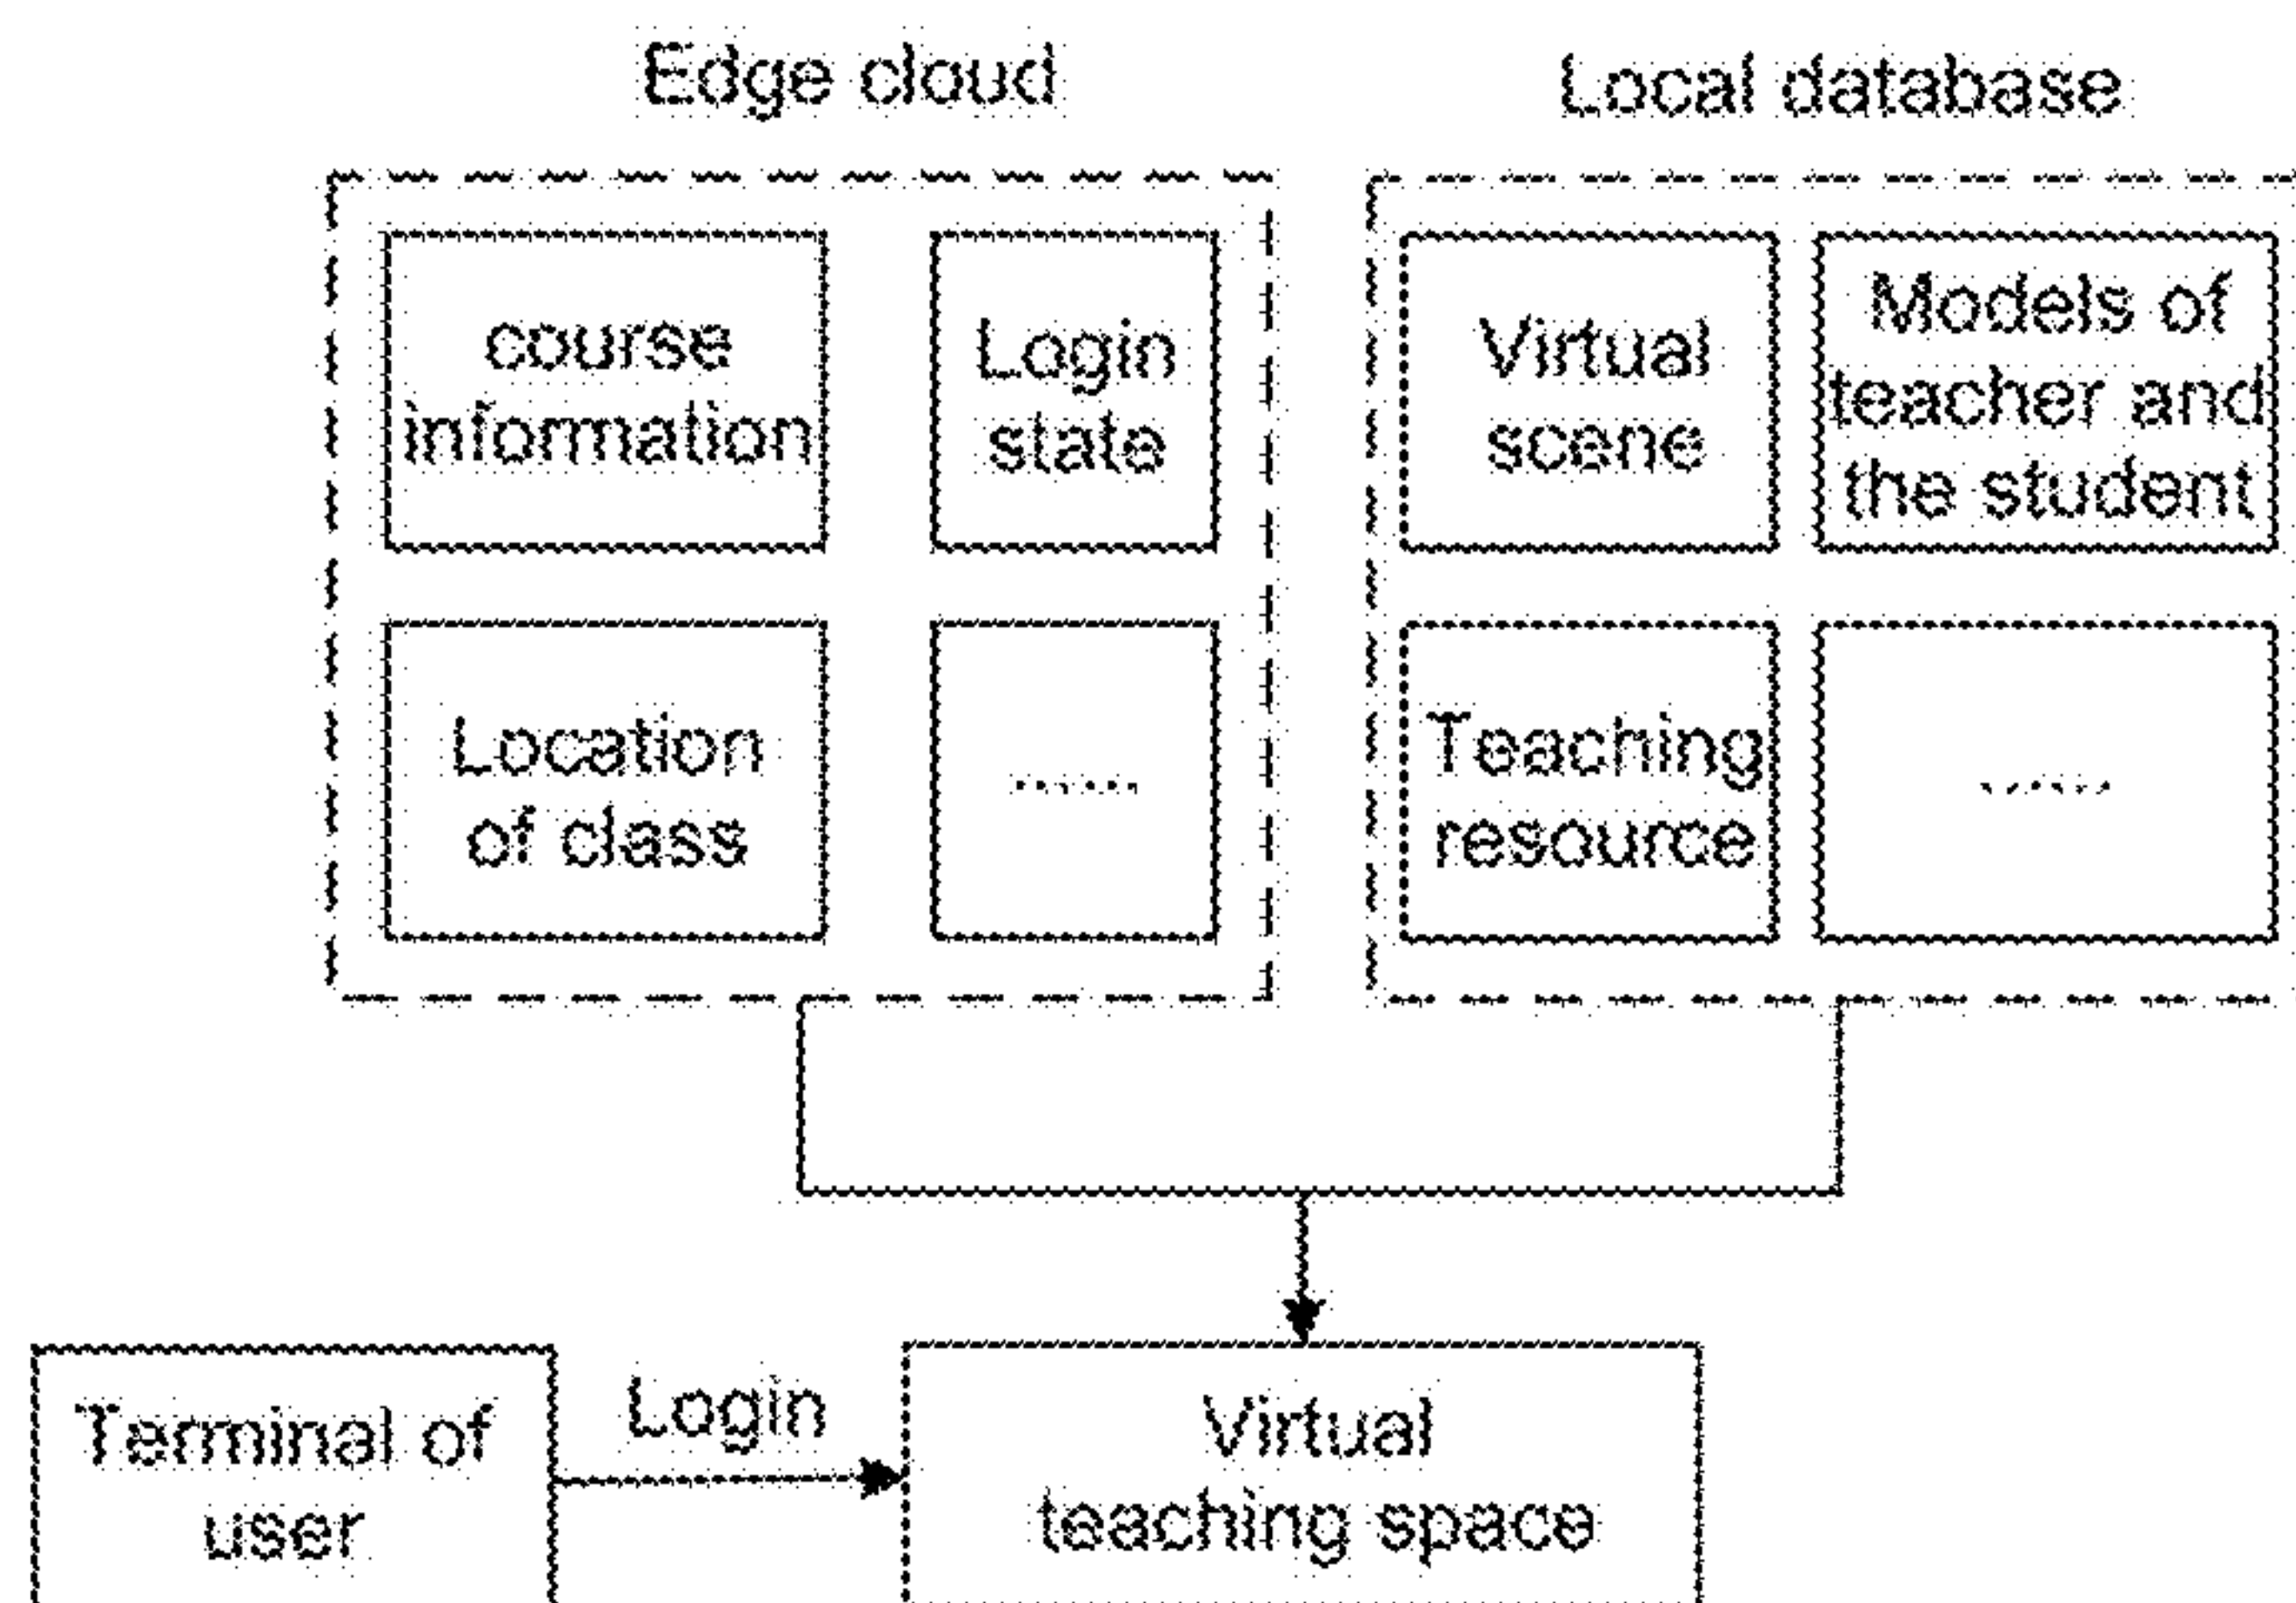 Edge cloud
Local database
course
information
Login
state
Virtual
scene
Models of
teacher and
the student
Location
of class
......
Teaching
resource
......
Terminal of
user
Login
Virtual
teaching space